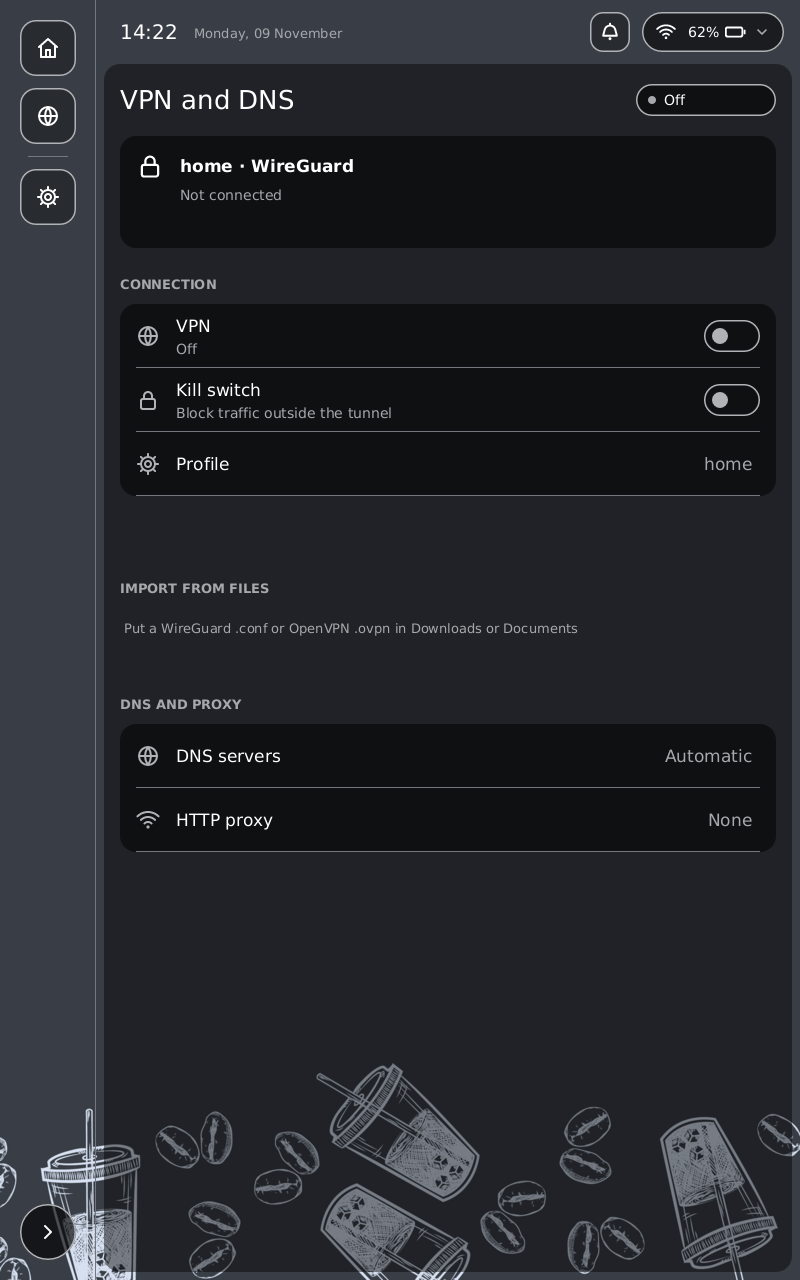 14:22 Monday, 09 November 62%
VPN and DNS
Off
home · WireGuard
Not connected
CONNECTION
VPN
Off
Kill switch
Block traffic outside the tunnel
Profile home
IMPORT FROM FILES
Put a WireGuard .conf or OpenVPN .ovpn in Downloads or Documents
DNS AND PROXY
DNS servers Automatic
HTTP proxy None